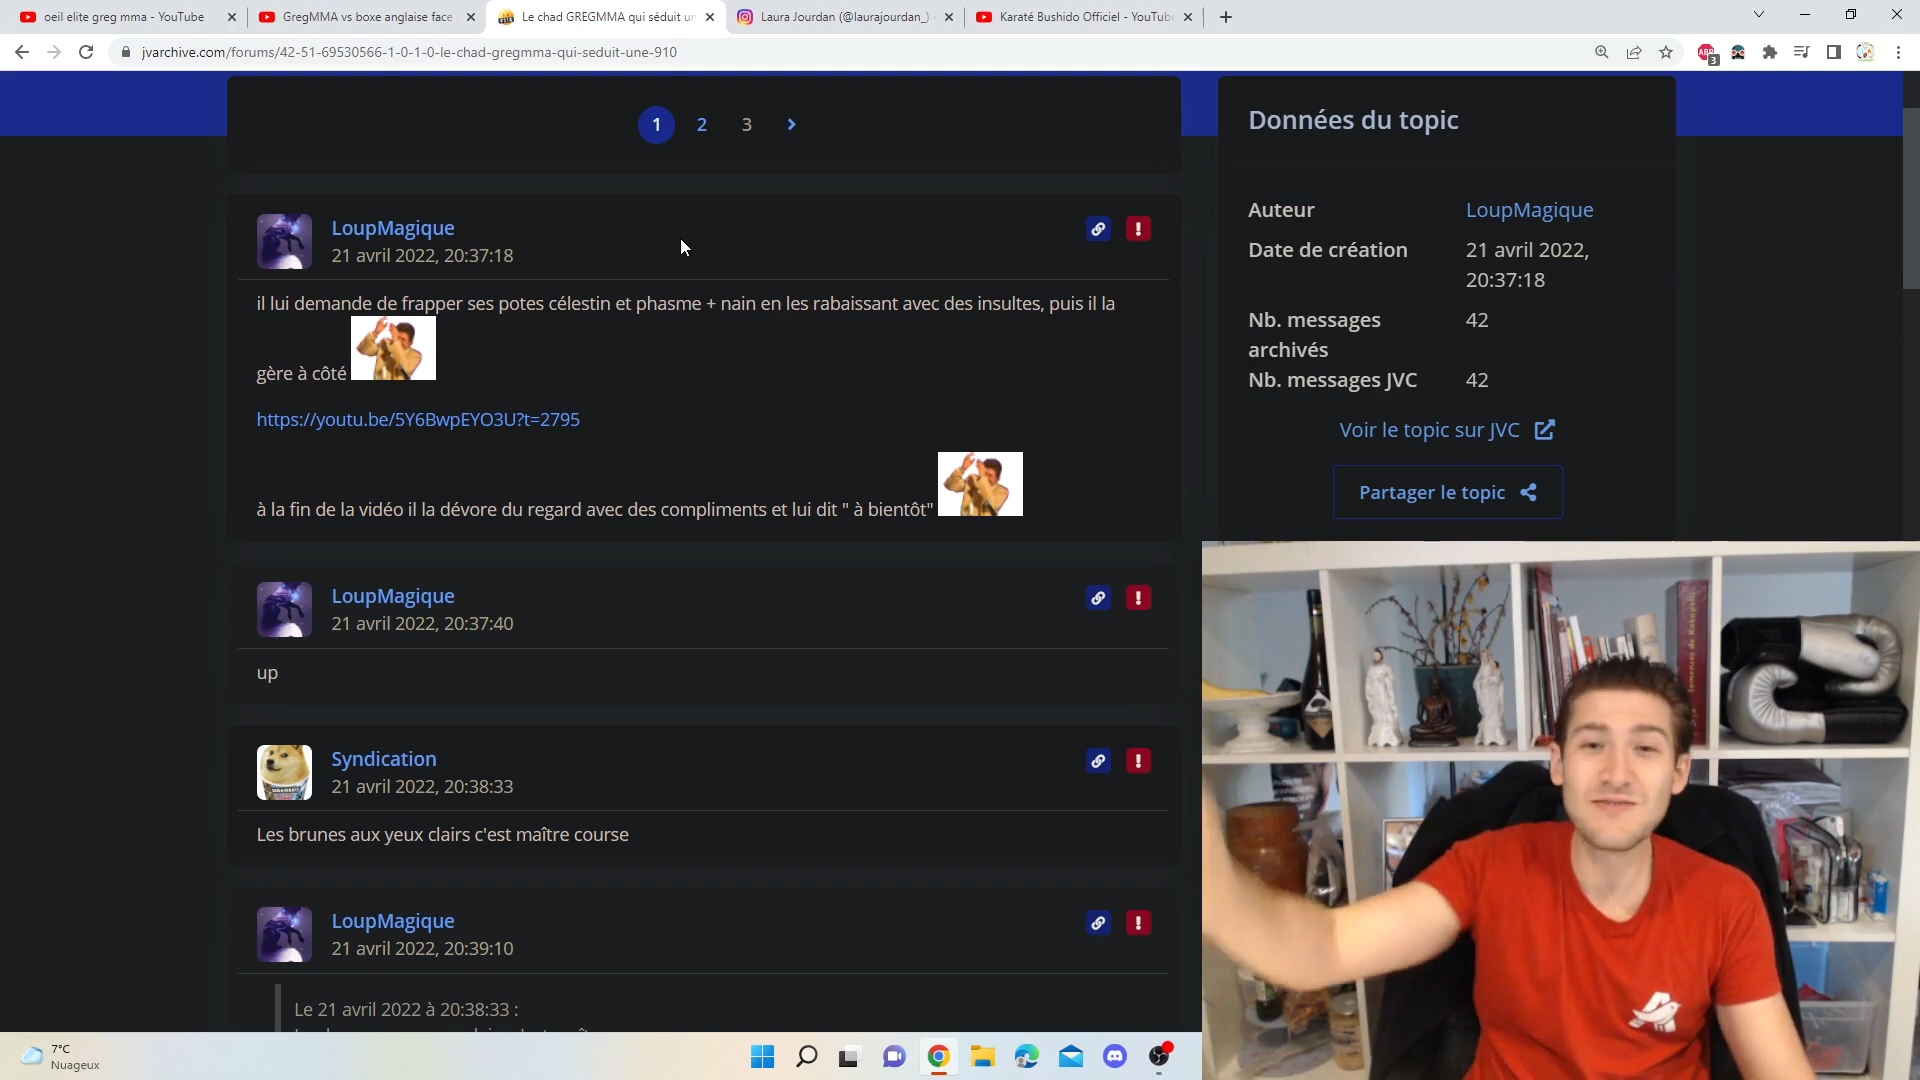 oeil elite greg mma - YouTube
GregMMA vs boxe anglaise face
Le chad GREGMMA qui séduit un
Laura Jourdan (@laurajourdan_)
Karaté Bushido Officiel - YouTube
jvarchive.com/forums/42-51-69530566-1-0-1-0-le-chad-gregmma-qui-seduit-une-910
ABP
3
1
2
3
LoupMagique
21 avril 2022, 20:37:18
il lui demande de frapper ses potes célestin et phasme + nain en les rabaissant avec des insultes, puis il la
gère à côté
https://youtu.be/5Y6BwpEYO3U?t=2795
à la fin de la vidéo il la dévore du regard avec des compliments et lui dit " à bientôt"
LoupMagique
21 avril 2022, 20:37:40
up
Syndication
21 avril 2022, 20:38:33
Les brunes aux yeux clairs c'est maître course
LoupMagique
21 avril 2022, 20:39:10
Le 21 avril 2022 à 20:38:33 :
Données du topic
Auteur
LoupMagique
Date de création
21 avril 2022,
20:37:18
Nb. messages
archivés
42
Nb. messages JVC
42
Voir le topic sur JVC
Partager le topic
7°C
Nuageux